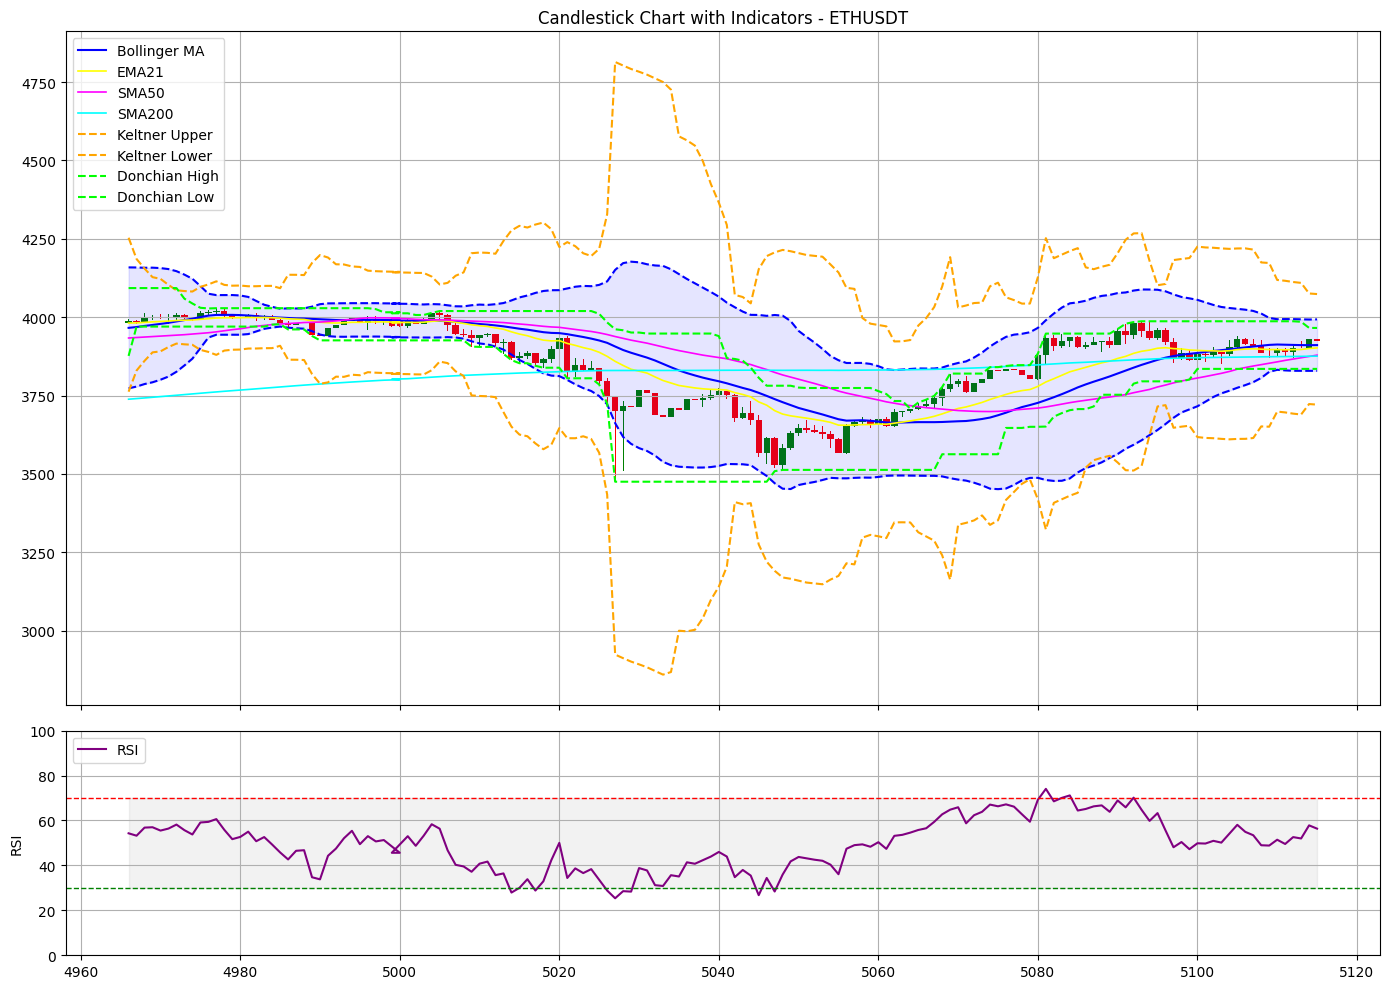 Candlestick Chart with Indicators - ETHUSDT
Bollinger MA
EMA21
SMA50
SMA200
Keltner Upper
Keltner Lower
Donchian High
Donchian Low
4750
4500
4250
4000
3750
3500
3250
3000
RSI
100
80
60
40
20
0
RSI
4960 4980 5000 5020 5040 5060 5080 5100 5120